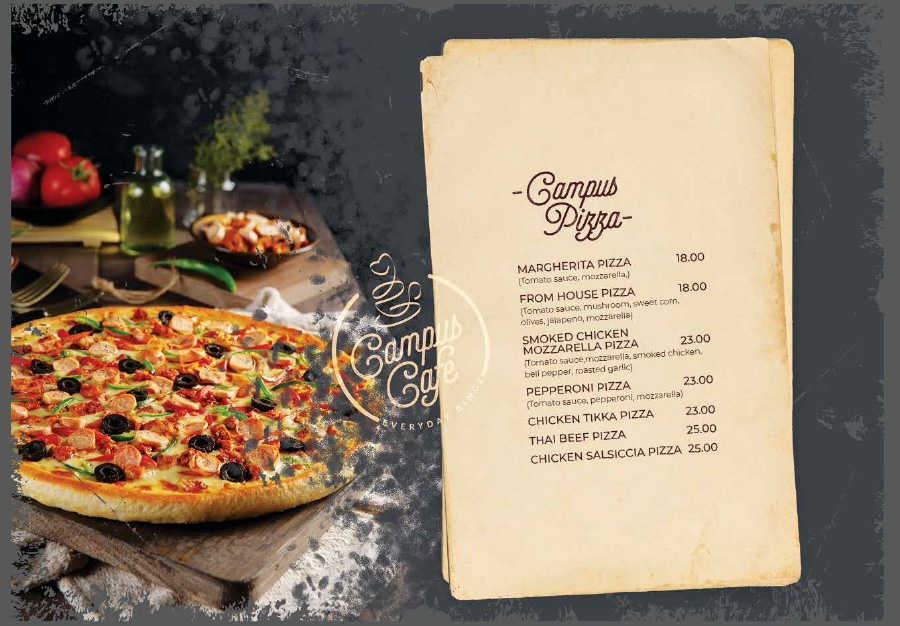 -Campus
Pizza-
MARGHERITA PIZZA 18.00
(Tomato sauce, mozzarella,)
FROM HOUSE PIZZA 18.00
(Tomato sauce, mushroom, sweet corn,
olives, jalapeno, mozzarella)
SMOKED CHICKEN
MOZZARELLA PIZZA 23.00
(Tomato sauce,mozzarella, smoked chicken,
bell pepper, roasted garlic)
PEPPERONI PIZZA 23.00
(Tomato sauce, pepperoni, mozzarella)
CHICKEN TIKKA PIZZA 23.00
THAI BEEF PIZZA 25.00
CHICKEN SALSICCIA PIZZA 25.00
Campus
Cafe
EVERYDAY DINING